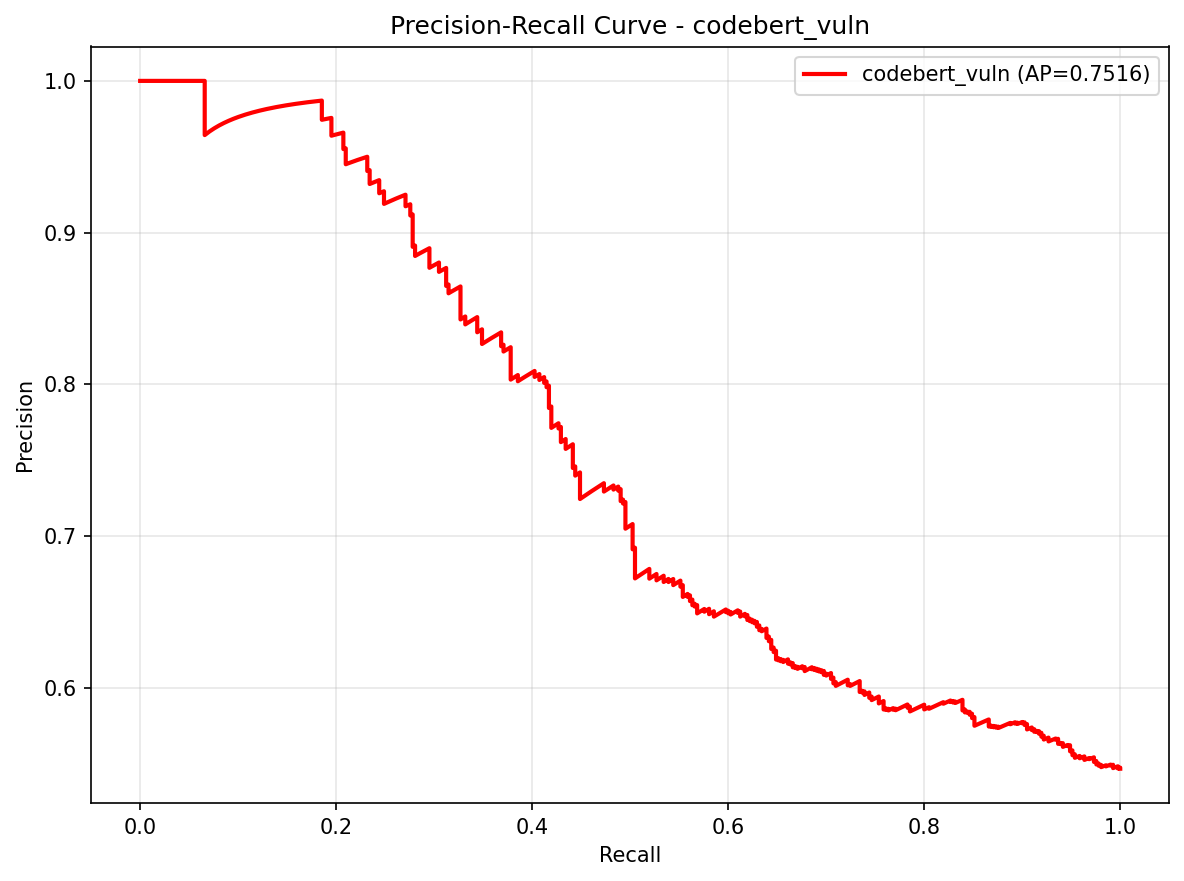 Precision-Recall Curve - codebert_vuln
codebert_vuln (AP=0.7516)
Precision
1.0
0.9
0.8
0.7
0.6
0.0 0.2 0.4 0.6 0.8 1.0
Recall